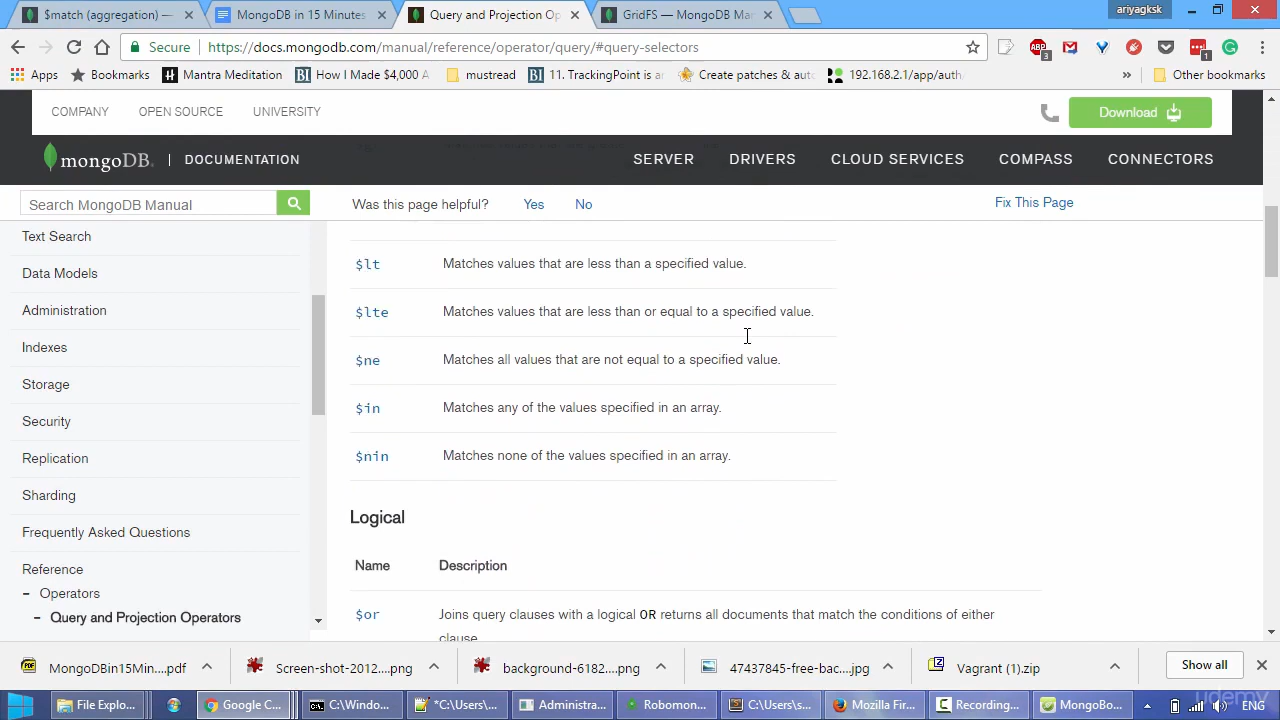 $match (aggregation) —
MongoDB in 15 Minutes
Query and Projection Op
GridFS — MongoDB Mar
ariyagksk
Secure
https://docs.mongodb.com/manual/reference/operator/query/#query-selectors
Apps
Bookmarks
Mantra Meditation
How I Made $4,000 A
mustread
11. TrackingPoint is a
Create patches & auto
192.168.2.1/app/auth
»
Other bookmarks
COMPANY
OPEN SOURCE
UNIVERSITY
Download
mongoDB.
DOCUMENTATION
SERVER
DRIVERS
CLOUD SERVICES
COMPASS
CONNECTORS
Search MongoDB Manual
Was this page helpful?
Yes
No
Fix This Page
Text Search
Data Models
Administration
Indexes
Storage
Security
Replication
Sharding
Frequently Asked Questions
Reference
− Operators
− Query and Projection Operators
$lt Matches values that are less than a specified value.
$lte Matches values that are less than or equal to a specified value.
$ne Matches all values that are not equal to a specified value.
$in Matches any of the values specified in an array.
$nin Matches none of the values specified in an array.
Logical
Name Description
$or Joins query clauses with a logical OR returns all documents that match the conditions of either
clause.
MongoDBin15Min....pdf
Screen-shot-2012....png
background-6182....png
47437845-free-bac....jpg
Vagrant (1).zip
Show all
File Explo...
Google C...
C:\Windo...
*C:\Users\...
Administra...
Robomon...
C:\Users\s...
Mozilla Fir...
Recording...
MongoBo...
ENG
udemy